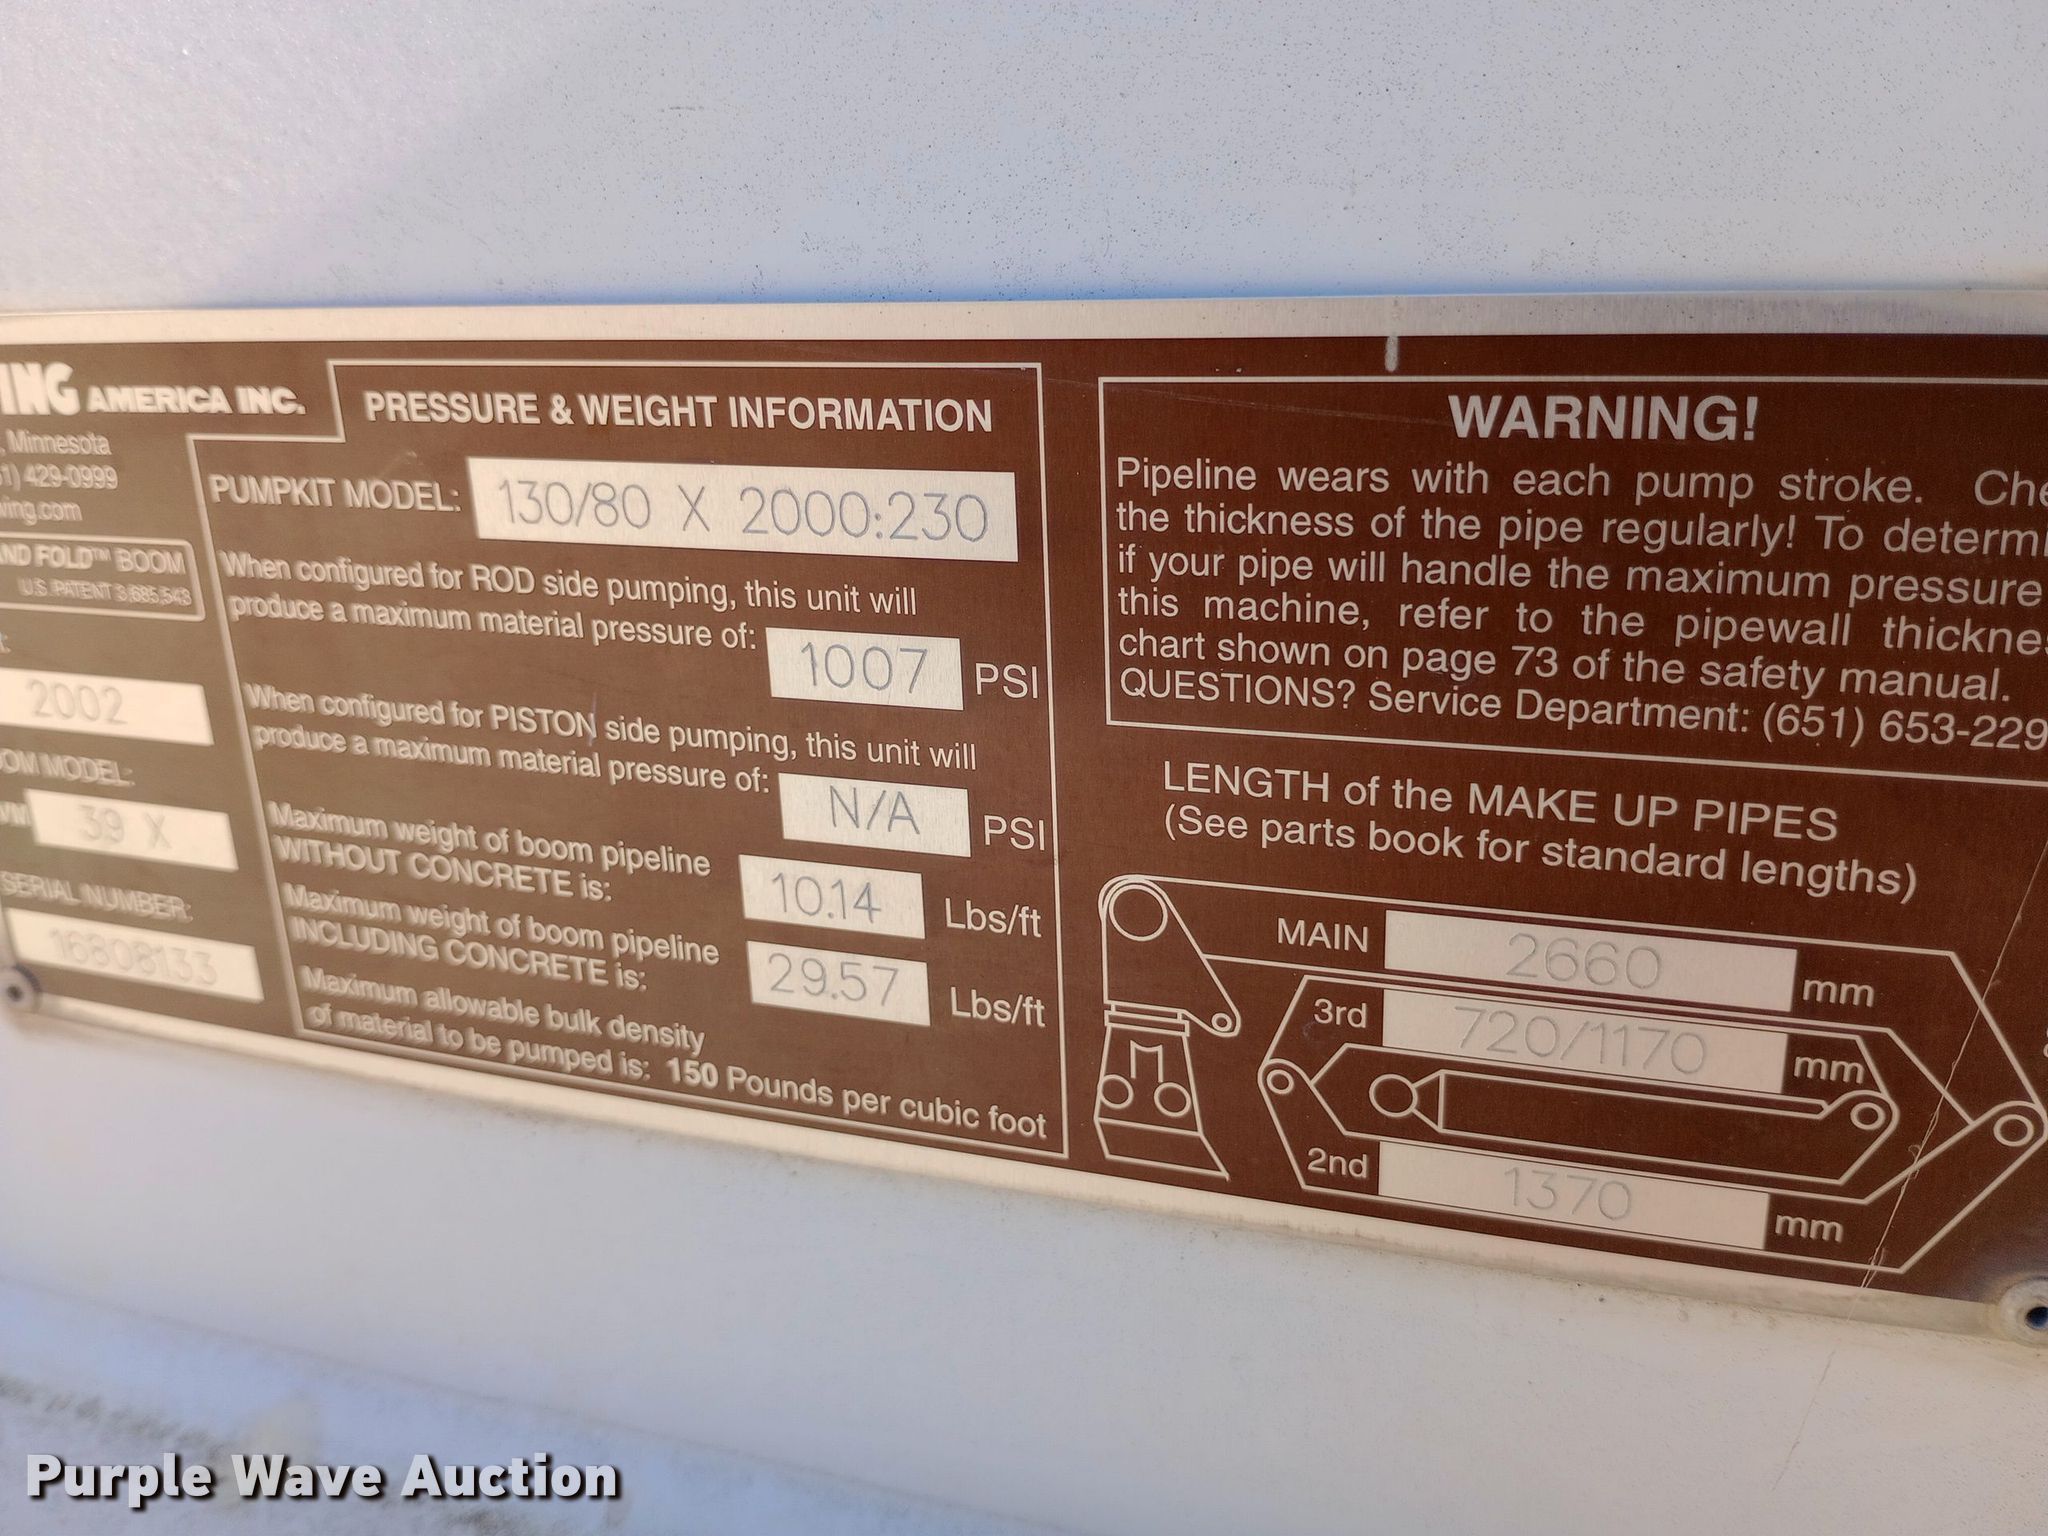 ING AMERICA INC.
, Minnesota
51) 429-0999
wing.com
AND FOLD™ BOOM
U.S. PATENT 3,685,543
2002
OOM MODEL:
39 X
SERIAL NUMBER:
16808133
PRESSURE & WEIGHT INFORMATION
PUMPKIT MODEL: 130/80 X 2000:230
When configured for ROD side pumping, this unit will
produce a maximum material pressure of: 1007 PSI
When configured for PISTON side pumping, this unit will
produce a maximum material pressure of: N/A PSI
Maximum weight of boom pipeline
WITHOUT CONCRETE is: 10.14 Lbs/ft
Maximum weight of boom pipeline
INCLUDING CONCRETE is: 29.57 Lbs/ft
Maximum allowable bulk density
of material to be pumped is: 150 Pounds per cubic foot
WARNING!
Pipeline wears with each pump stroke. Che
the thickness of the pipe regularly! To determi
if your pipe will handle the maximum pressure
this machine, refer to the pipewall thickne
chart shown on page 73 of the safety manual.
QUESTIONS? Service Department: (651) 653-229
LENGTH of the MAKE UP PIPES
(See parts book for standard lengths)
MAIN 2660 mm
3rd 720/1170 mm
2nd 1370 mm
Purple Wave Auction